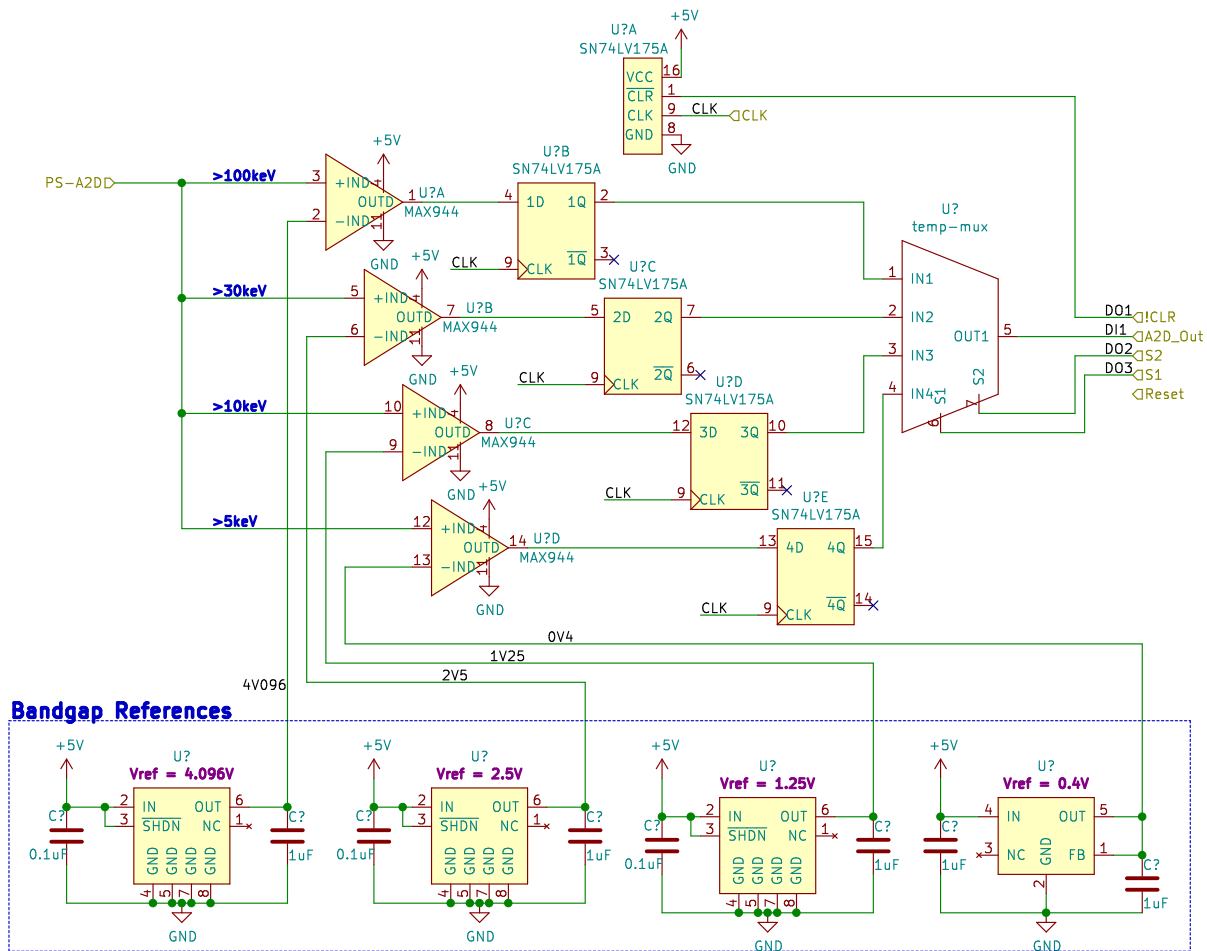 +5V
U?A
SN74LV175A
VCC 16
CLR 1
CLK 9 CLK CLK
GND 8
GND
PS-A2D
>100keV
+5V
3 +IND 4
OUTD 1 U?A
MAX944
2 -IND 11
GND
U?B
SN74LV175A
4 1D 1Q 2
1Q 3
CLK 9 CLK
U?
temp-mux
1 IN1
2 IN2
3 IN3
4 IN4
OUT1 5
S1 6
S2 7
DO1 !CLR
DI1 A2D_Out
DO2 S2
DO3 S1
Reset
>30keV
+5V
5 +IND 4
OUTD 7 U?B
MAX944
6 -IND 11
GND
U?C
SN74LV175A
5 2D 2Q 7
2Q 6
CLK 9 CLK
>10keV
+5V
10 +IND 4
OUTD 8 U?C
MAX944
9 -IND 11
GND
U?D
SN74LV175A
12 3D 3Q 10
3Q 11
CLK 9 CLK
>5keV
+5V
12 +IND 4
OUTD 14 U?D
MAX944
13 -IND 11
GND
U?E
SN74LV175A
13 4D 4Q 15
4Q 14
CLK 9 CLK
0V4
1V25
2V5
4V096
Bandgap References
+5V
U?
Vref = 4.096V
C?
0.1uF
2 IN OUT 6
3 SHDN NC 1
GND GND GND GND
4 5 7 8
C?
1uF
GND
+5V
U?
Vref = 2.5V
C?
0.1uF
2 IN OUT 6
3 SHDN NC 1
GND GND GND GND
4 5 7 8
C?
1uF
GND
+5V
U?
Vref = 1.25V
C?
0.1uF
2 IN OUT 6
3 SHDN NC 1
GND GND GND GND
4 5 7 8
C?
1uF
GND
+5V
U?
Vref = 0.4V
C?
1uF
4 IN OUT 5
3 NC FB 1
GND
2
C?
1uF
GND